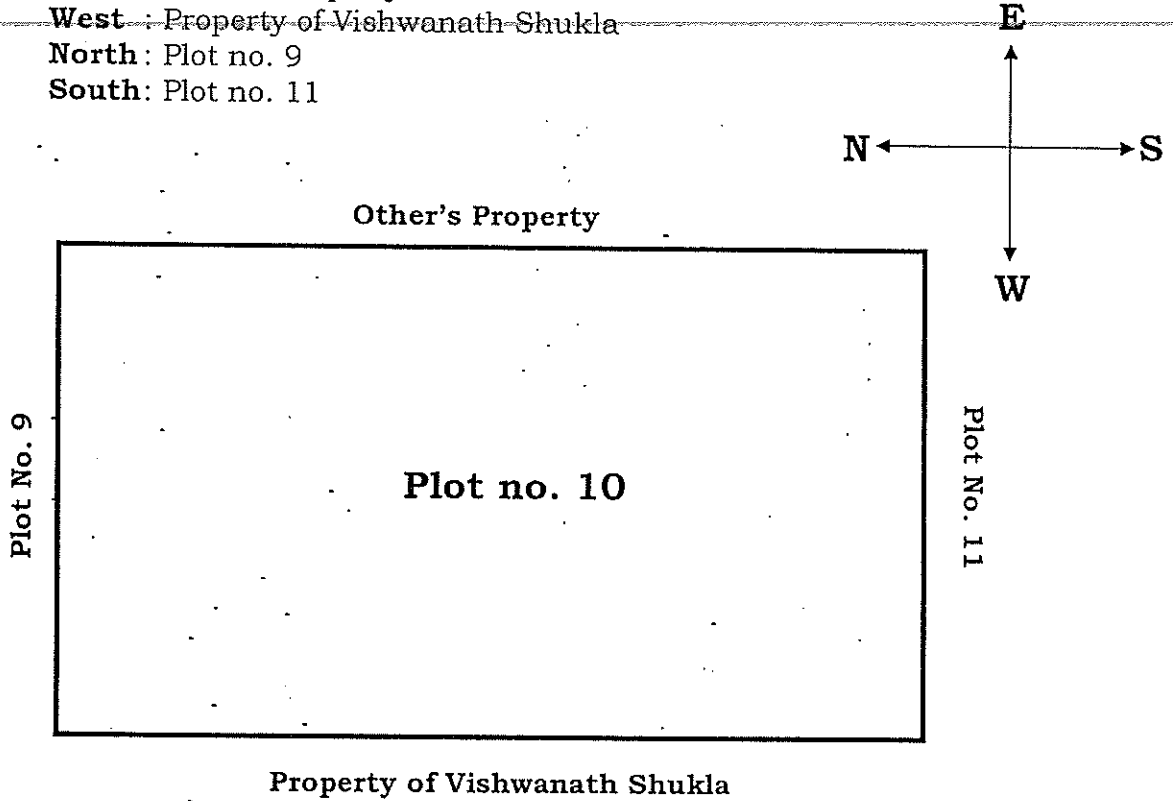 West : Property of Vishwanath Shukla
North : Plot no. 9
South : Plot no. 11
E
N
S
W
Other's Property
Plot No. 9
Plot no. 10
Plot No. 11
Property of Vishwanath Shukla